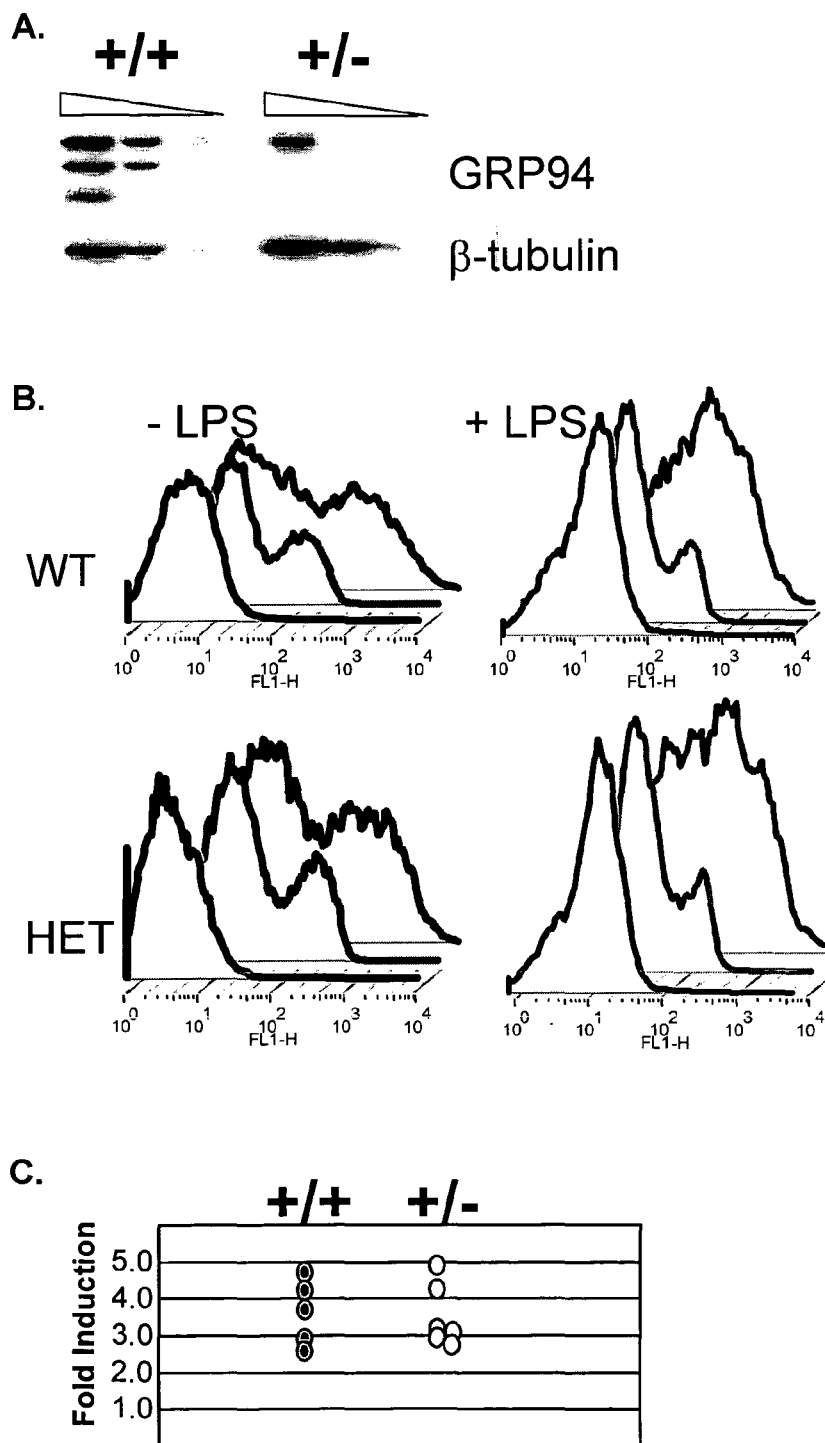 A.
+/+ +/-
GRP94
β-tubulin
B.
- LPS + LPS
WT
10^0 10^1 10^2 10^3 10^4
FL1-H
10^0 10^1 10^2 10^3 10^4
FL1-H
HET
10^0 10^1 10^2 10^3 10^4
FL1-H
10^0 10^1 10^2 10^3 10^4
FL1-H
C.
+/+ +/-
Fold Induction
5.0
4.0
3.0
2.0
1.0